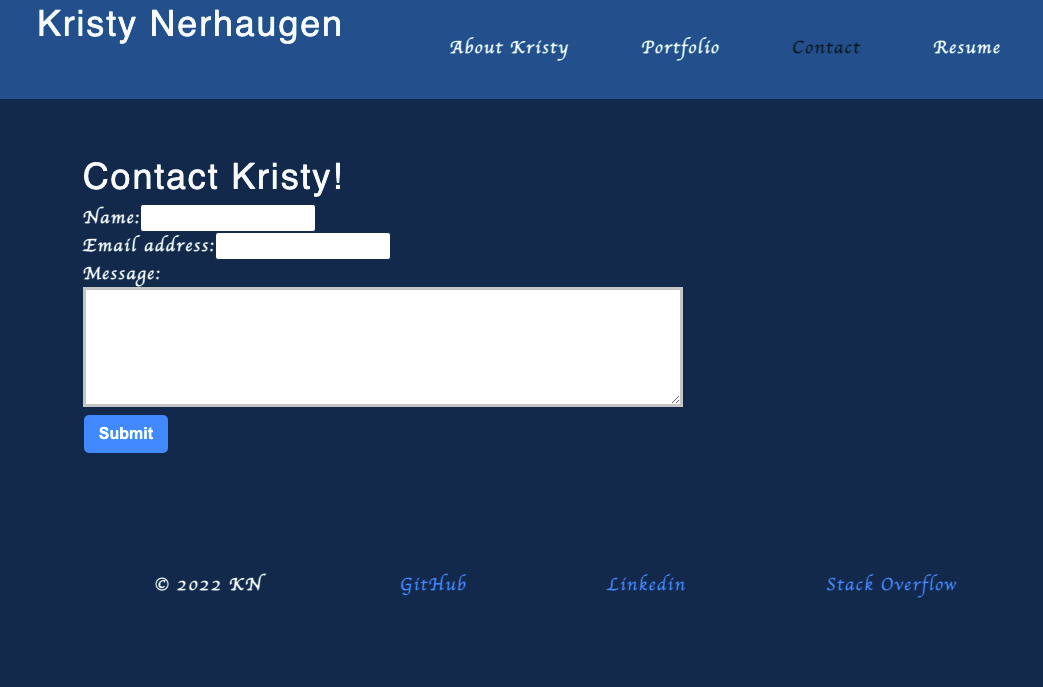 Kristy Nerhaugen
About Kristy Portfolio Contact Resume
Contact Kristy!
Name:
Email address:
Message:
Submit
© 2022 KN GitHub Linkedin Stack Overflow